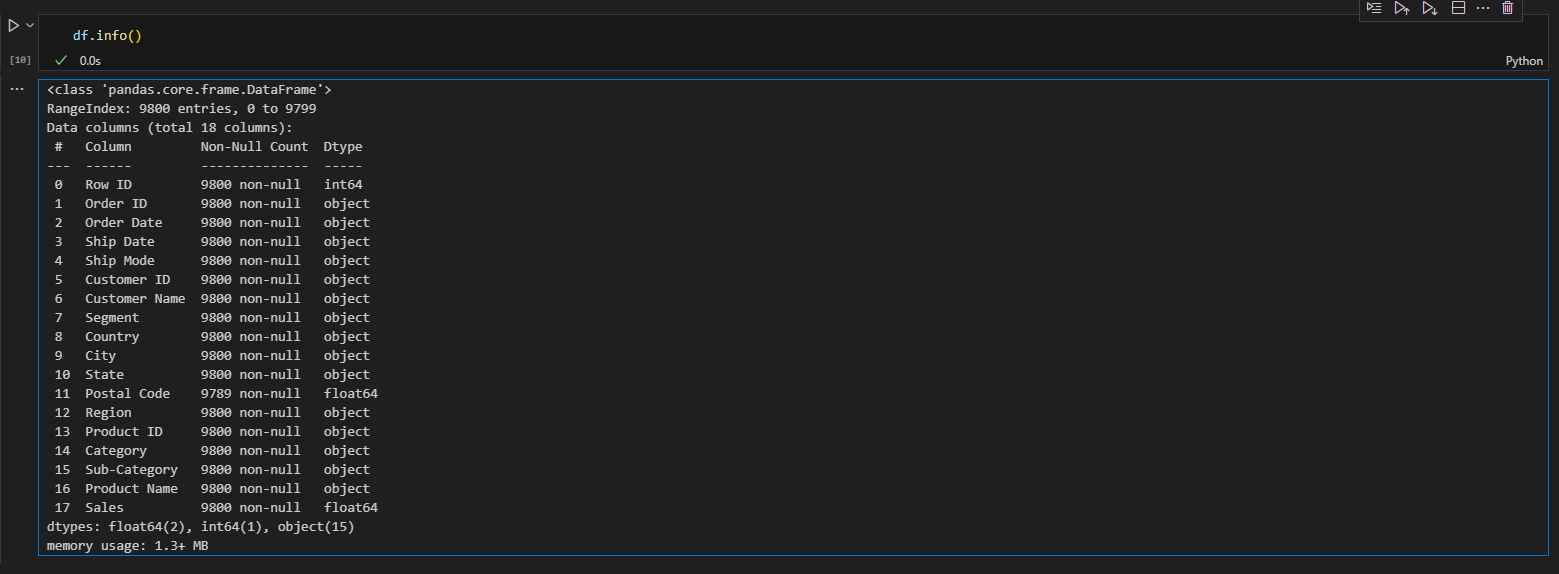 df.info()
[10]
0.0s
Python
...
<class 'pandas.core.frame.DataFrame'>
RangeIndex: 9800 entries, 0 to 9799
Data columns (total 18 columns):
 #   Column         Non-Null Count  Dtype
---  ------         --------------  -----
 0   Row ID         9800 non-null   int64
 1   Order ID       9800 non-null   object
 2   Order Date     9800 non-null   object
 3   Ship Date      9800 non-null   object
 4   Ship Mode      9800 non-null   object
 5   Customer ID    9800 non-null   object
 6   Customer Name  9800 non-null   object
 7   Segment        9800 non-null   object
 8   Country        9800 non-null   object
 9   City           9800 non-null   object
 10  State          9800 non-null   object
 11  Postal Code    9789 non-null   float64
 12  Region         9800 non-null   object
 13  Product ID     9800 non-null   object
 14  Category       9800 non-null   object
 15  Sub-Category   9800 non-null   object
 16  Product Name   9800 non-null   object
 17  Sales          9800 non-null   float64
dtypes: float64(2), int64(1), object(15)
memory usage: 1.3+ MB